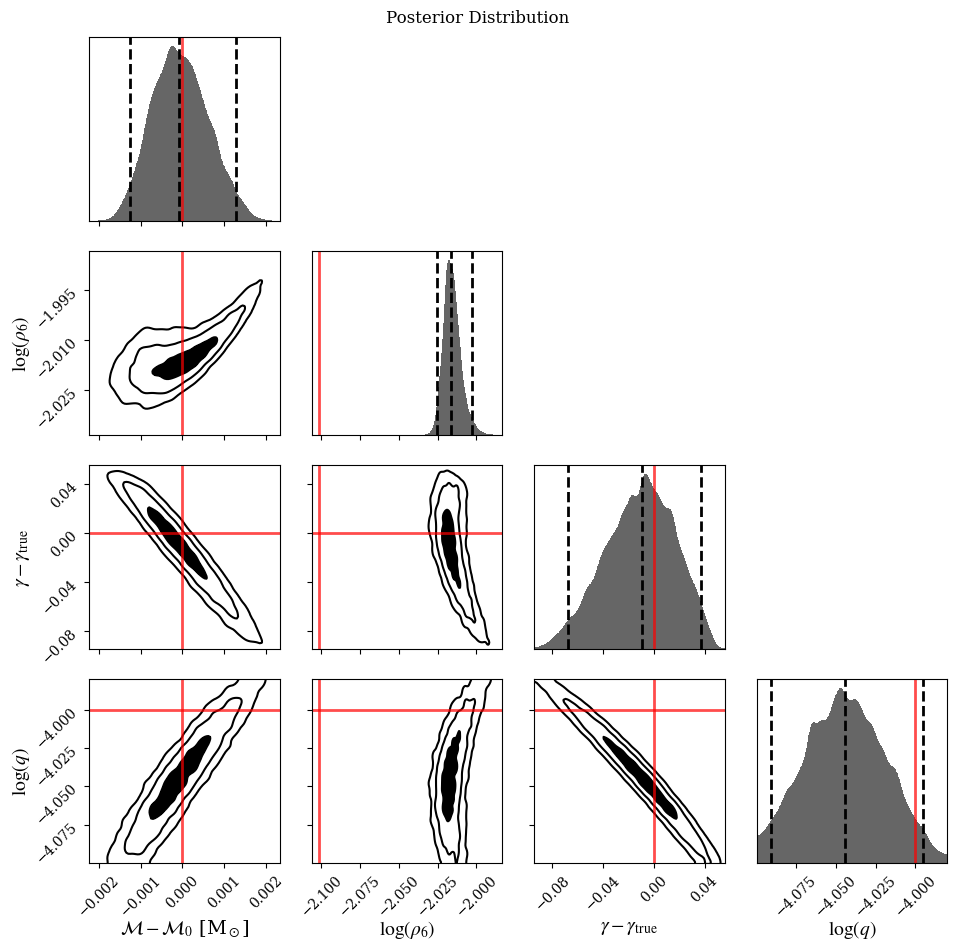 Posterior Distribution
log(ρ₆)
−1.995
−2.010
−2.025
γ − γtrue
0.04
0.00
−0.04
−0.08
log(q)
−4.000
−4.025
−4.050
−4.075
−0.002 −0.001 0.000 0.001 0.002
ℳ − ℳ₀ [M⊙]
−2.100 −2.075 −2.050 −2.025 −2.000
log(ρ₆)
−0.08 −0.04 0.00 0.04
γ − γtrue
−4.075 −4.050 −4.025 −4.000
log(q)